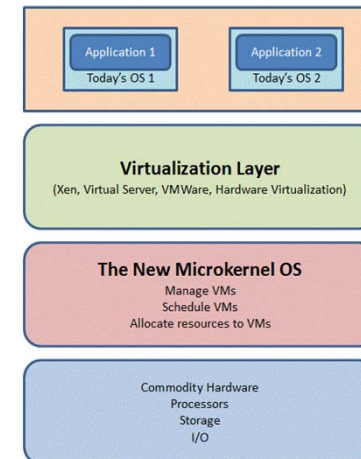 Application 1
Today's OS 1
Application 2
Today's OS 2
Virtualization Layer
(Xen, Virtual Server, VMWare, Hardware Virtualization)
The New Microkernel OS
Manage VMs
Schedule VMs
Allocate resources to VMs
Commodity Hardware
Processors
Storage
I/O